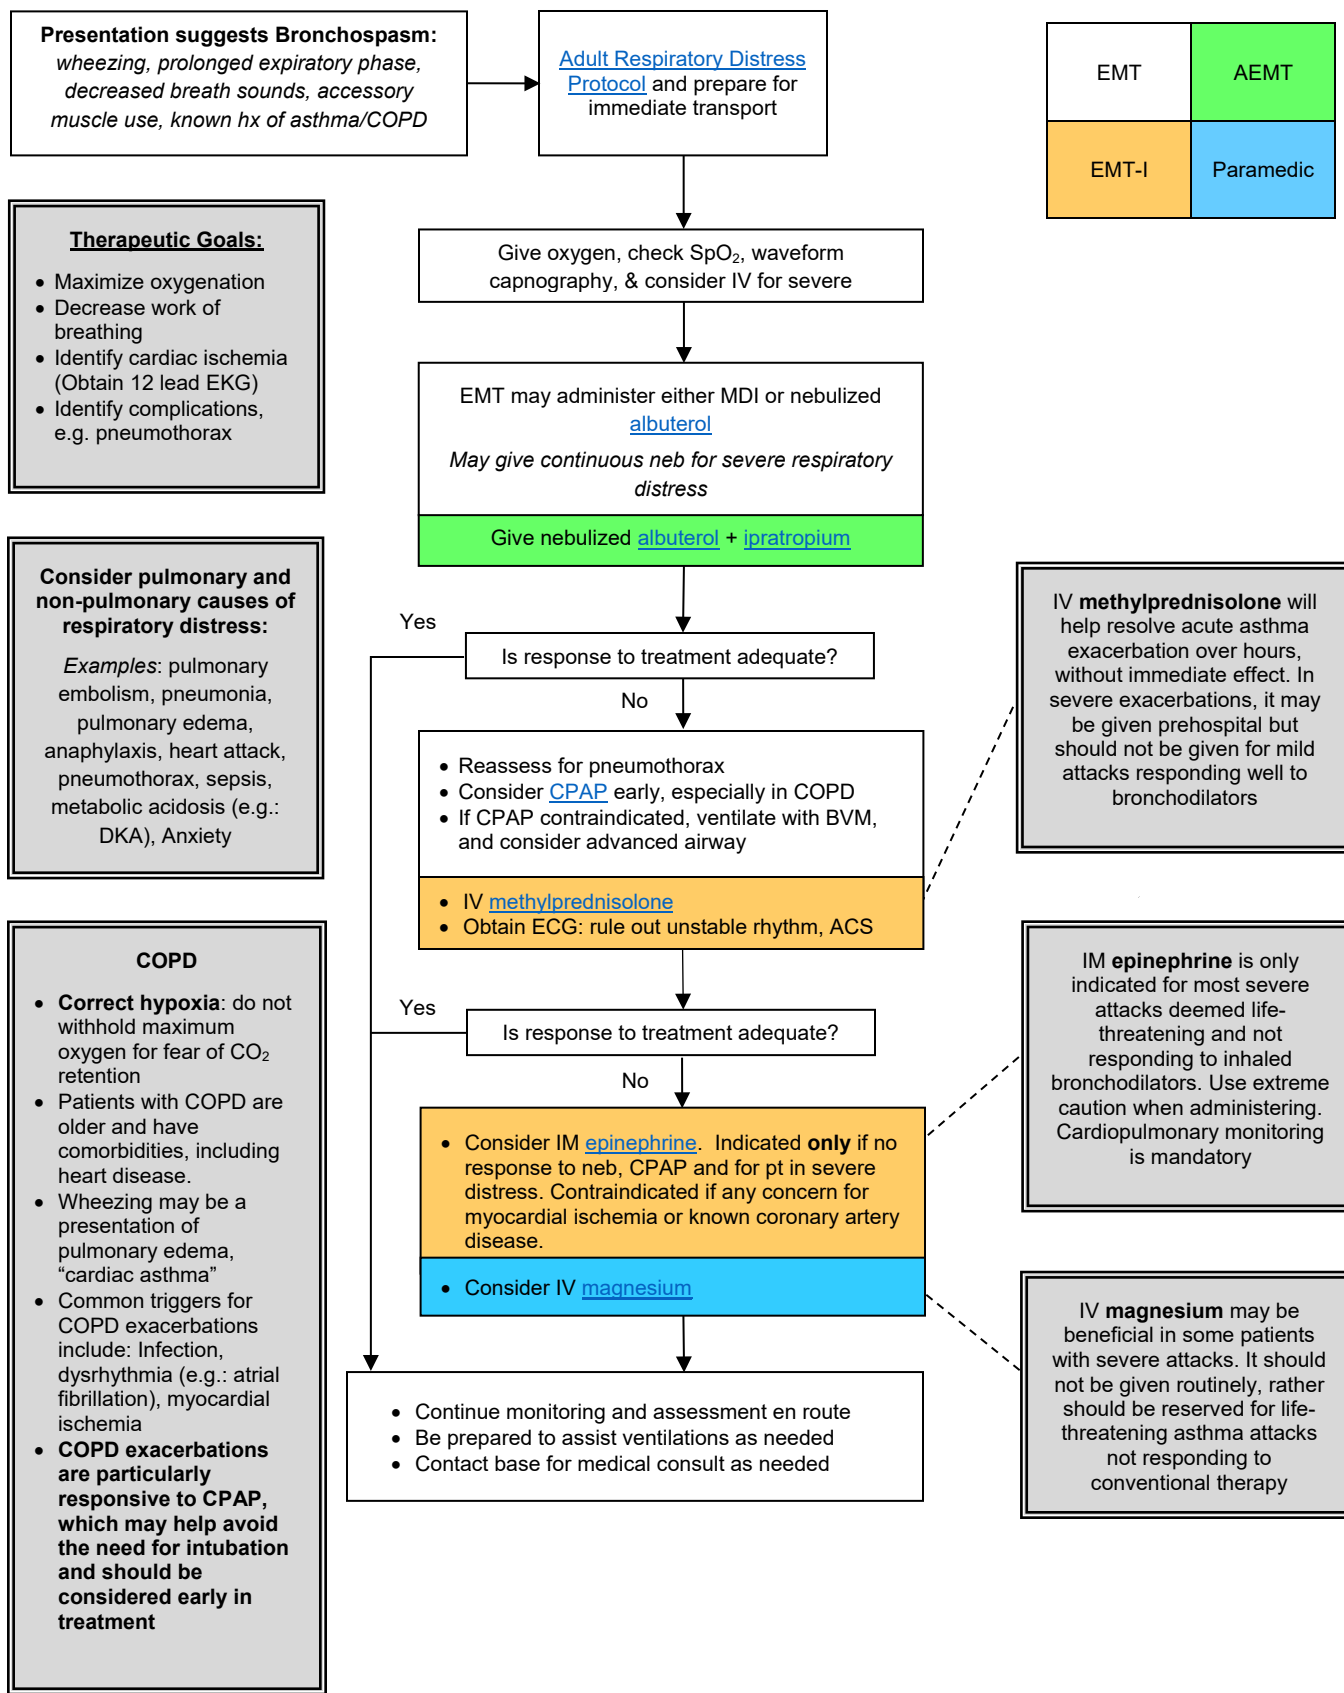 Presentation suggests Bronchospasm:
wheezing, prolonged expiratory phase,
decreased breath sounds, accessory
muscle use, known hx of asthma/COPD
Adult Respiratory Distress
Protocol and prepare for
immediate transport
EMT
AEMT
EMT-I
Paramedic
Therapeutic Goals:
• Maximize oxygenation
• Decrease work of
breathing
• Identify cardiac ischemia
(Obtain 12 lead EKG)
• Identify complications,
e.g. pneumothorax
Give oxygen, check SpO₂, waveform
capnography, & consider IV for severe
EMT may administer either MDI or nebulized
albuterol
May give continuous neb for severe respiratory
distress
Give nebulized albuterol + ipratropium
Consider pulmonary and
non-pulmonary causes of
respiratory distress:
Examples: pulmonary
embolism, pneumonia,
pulmonary edema,
anaphylaxis, heart attack,
pneumothorax, sepsis,
metabolic acidosis (e.g.:
DKA), Anxiety
Yes
Is response to treatment adequate?
No
IV methylprednisolone will
help resolve acute asthma
exacerbation over hours,
without immediate effect. In
severe exacerbations, it may
be given prehospital but
should not be given for mild
attacks responding well to
bronchodilators
• Reassess for pneumothorax
• Consider CPAP early, especially in COPD
• If CPAP contraindicated, ventilate with BVM,
and consider advanced airway
• IV methylprednisolone
• Obtain ECG: rule out unstable rhythm, ACS
COPD
• Correct hypoxia: do not
withhold maximum
oxygen for fear of CO₂
retention
• Patients with COPD are
older and have
comorbidities, including
heart disease.
• Wheezing may be a
presentation of
pulmonary edema,
“cardiac asthma”
• Common triggers for
COPD exacerbations
include: Infection,
dysrhythmia (e.g.: atrial
fibrillation), myocardial
ischemia
• COPD exacerbations
are particularly
responsive to CPAP,
which may help avoid
the need for intubation
and should be
considered early in
treatment
Yes
Is response to treatment adequate?
No
IM epinephrine is only
indicated for most severe
attacks deemed life-
threatening and not
responding to inhaled
bronchodilators. Use extreme
caution when administering.
Cardiopulmonary monitoring
is mandatory
• Consider IM epinephrine. Indicated only if no
response to neb, CPAP and for pt in severe
distress. Contraindicated if any concern for
myocardial ischemia or known coronary artery
disease.
• Consider IV magnesium
IV magnesium may be
beneficial in some patients
with severe attacks. It should
not be given routinely, rather
should be reserved for life-
threatening asthma attacks
not responding to
conventional therapy
• Continue monitoring and assessment en route
• Be prepared to assist ventilations as needed
• Contact base for medical consult as needed